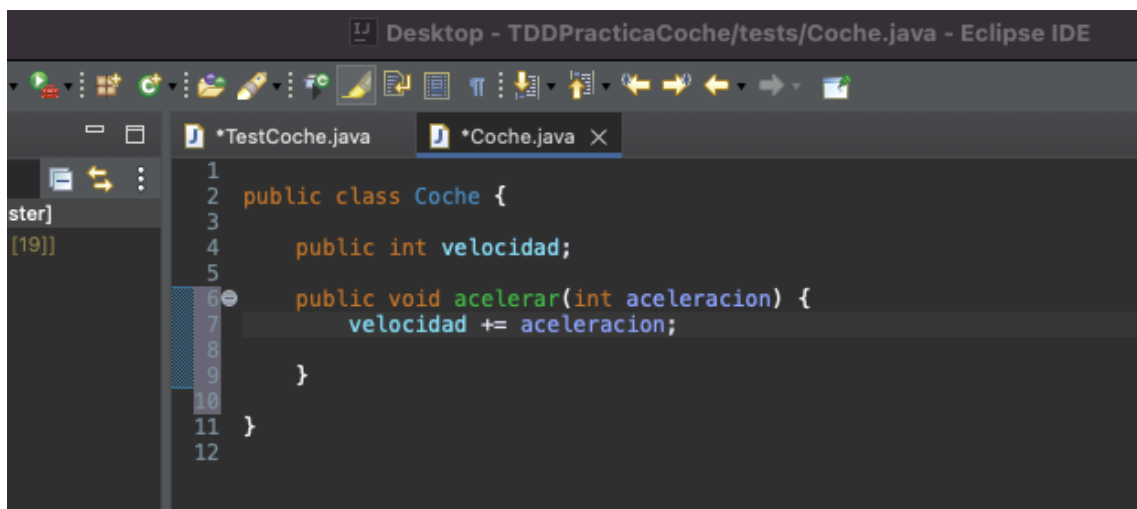 Desktop - TDDPracticaCoche/tests/Coche.java - Eclipse IDE
*TestCoche.java
*Coche.java
ster]
[19]]
1
2 public class Coche {
3
4 public int velocidad;
5
6 public void acelerar(int aceleracion) {
7 velocidad += aceleracion;
8
9 }
10
11 }
12